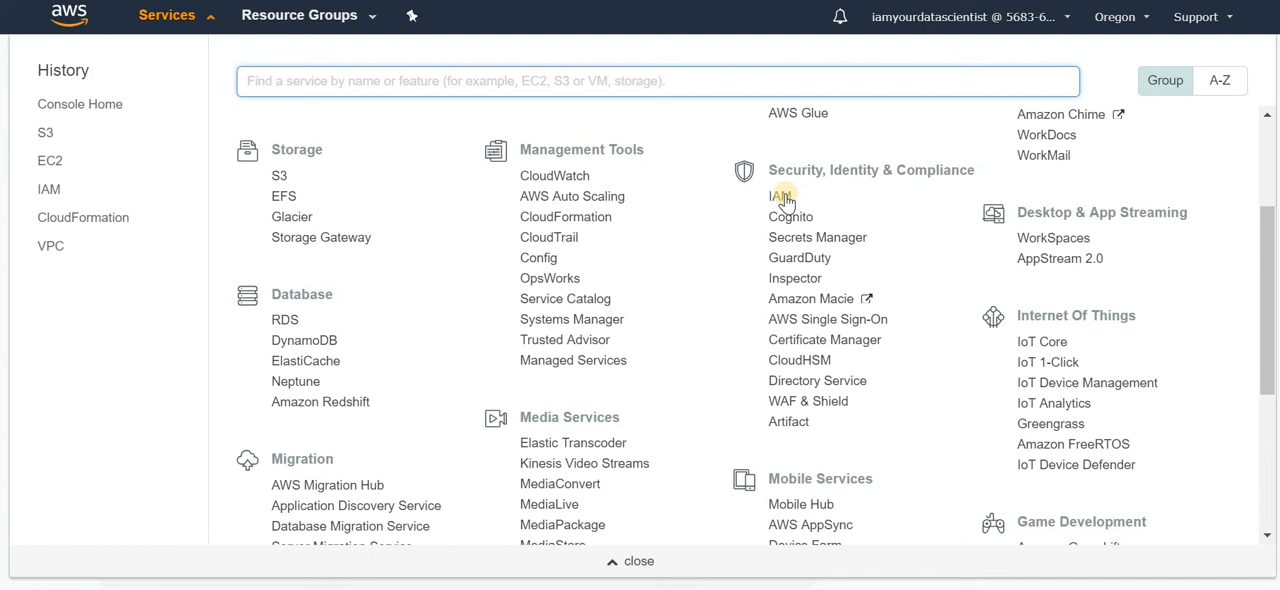 aws
Services
Resource Groups
iamyourdatascientist @ 5683-6...
Oregon
Support
History
Console Home
S3
EC2
IAM
CloudFormation
VPC
Find a service by name or feature (for example, EC2, S3 or VM, storage).
Group
A-Z
Storage
S3
EFS
Glacier
Storage Gateway
Database
RDS
DynamoDB
ElastiCache
Neptune
Amazon Redshift
Migration
AWS Migration Hub
Application Discovery Service
Database Migration Service
Management Tools
CloudWatch
AWS Auto Scaling
CloudFormation
CloudTrail
Config
OpsWorks
Service Catalog
Systems Manager
Trusted Advisor
Managed Services
Media Services
Elastic Transcoder
Kinesis Video Streams
MediaConvert
MediaLive
MediaPackage
MediaStore
AWS Glue
Security, Identity & Compliance
IAM
Cognito
Secrets Manager
GuardDuty
Inspector
Amazon Macie
AWS Single Sign-On
Certificate Manager
CloudHSM
Directory Service
WAF & Shield
Artifact
Mobile Services
Mobile Hub
AWS AppSync
Device Farm
Amazon Chime
WorkDocs
WorkMail
Desktop & App Streaming
WorkSpaces
AppStream 2.0
Internet Of Things
IoT Core
IoT 1-Click
IoT Device Management
IoT Analytics
Greengrass
Amazon FreeRTOS
IoT Device Defender
Game Development
close